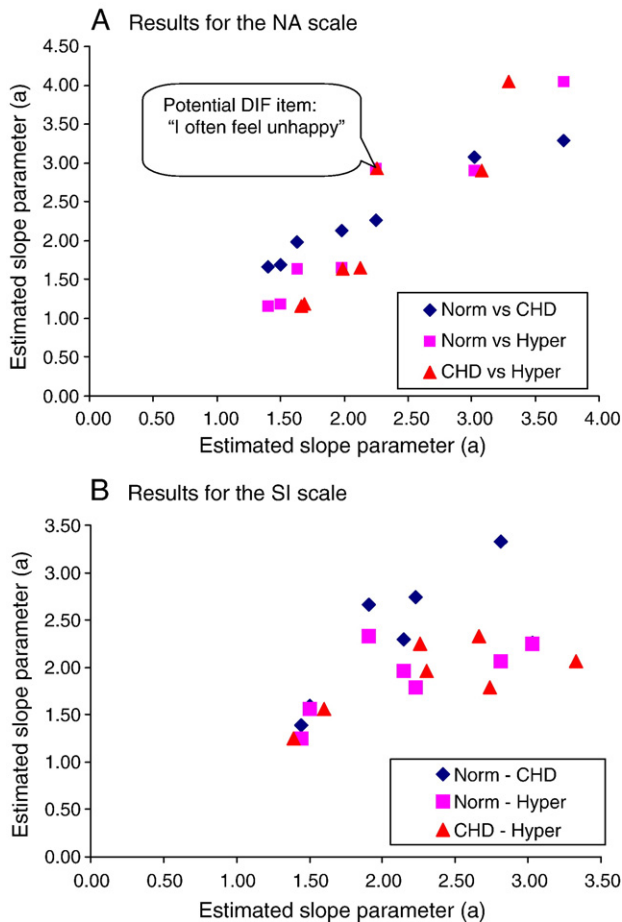 A Results for the NA scale
4.50
4.00
3.50
3.00
2.50
2.00
1.50
1.00
0.50
0.00
Estimated slope parameter (a)
Potential DIF item:
"I often feel unhappy"
Norm vs CHD
Norm vs Hyper
CHD vs Hyper
0.00 0.50 1.00 1.50 2.00 2.50 3.00 3.50 4.00
Estimated slope parameter (a)
B Results for the SI scale
3.50
3.00
2.50
2.00
1.50
1.00
0.50
0.00
Estimated slope parameter (a)
Norm - CHD
Norm - Hyper
CHD - Hyper
0.00 0.50 1.00 1.50 2.00 2.50 3.00 3.50
Estimated slope parameter (a)